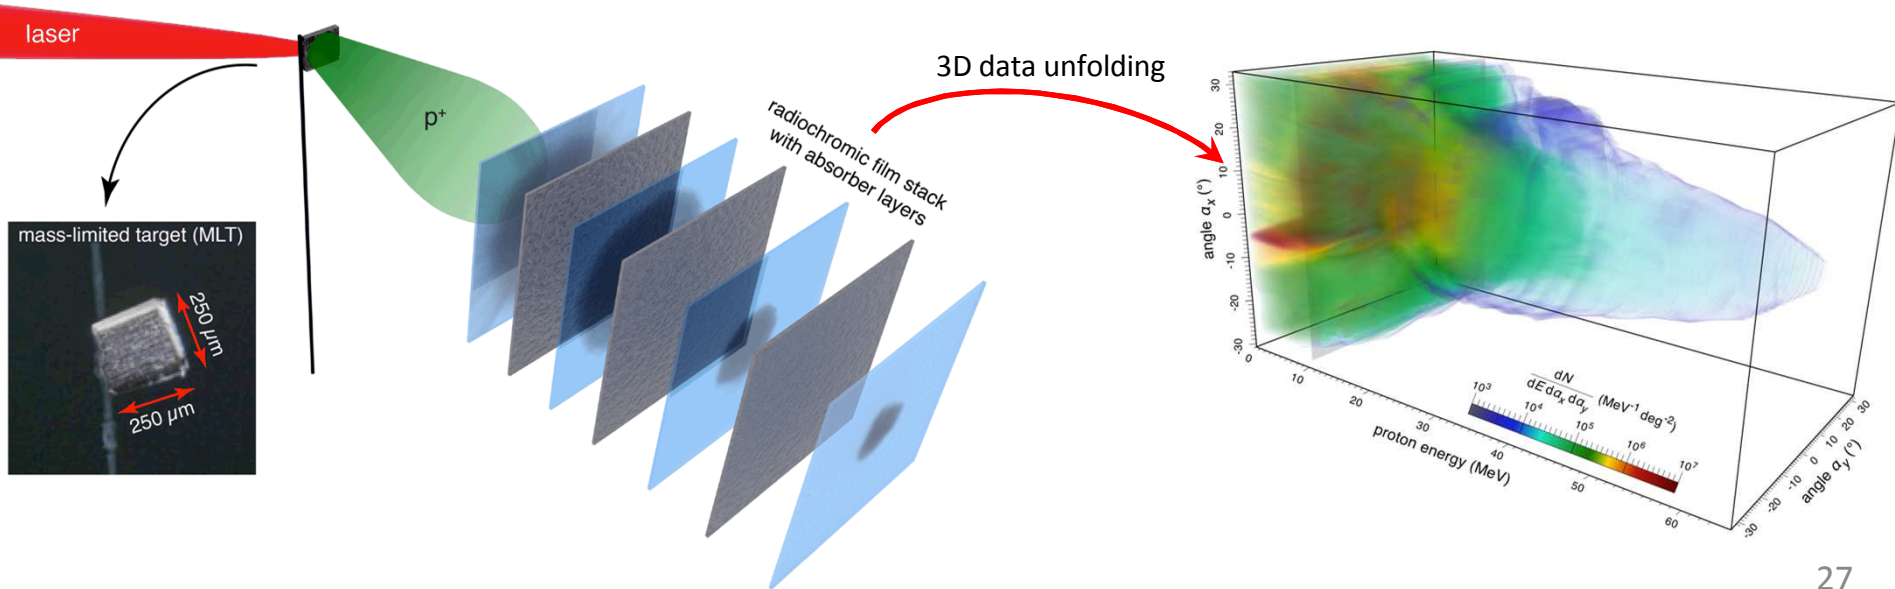 laser
p⁺
mass-limited target (MLT)
250 µm
250 µm
radiochromic film stack
with absorber layers
3D data unfolding
angle αx (°)
30
20
10
0
-10
-20
-30
0
10
20
30
40
50
60
proton energy (MeV)
dN
dE dαx dαy
(MeV⁻¹ deg⁻²)
10³
10⁴
10⁵
10⁶
10⁷
-30
-20
-10
0
10
20
30
angle αy (°)
27